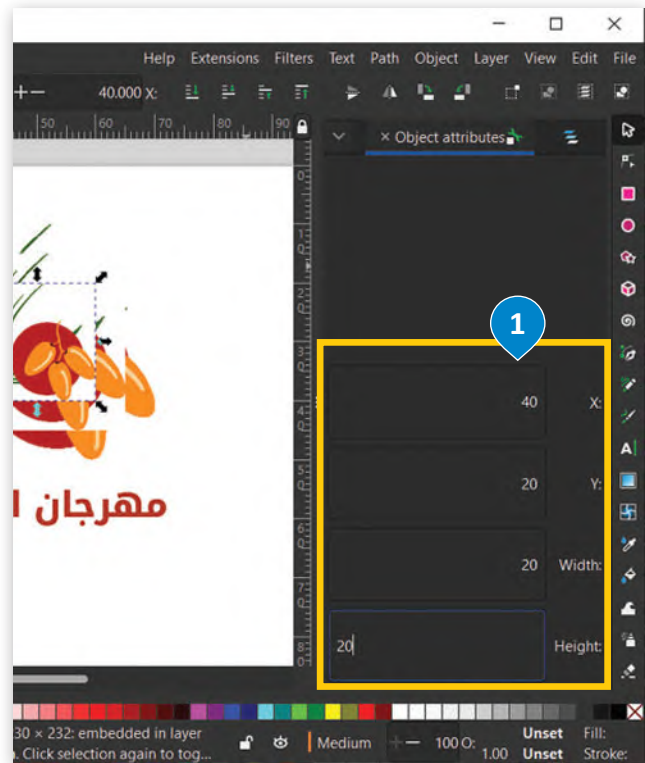 Help Extensions Filters Text Path Object Layer View Edit File
40.000 X:
50 60 70 80 90
× Object attributes
1
40 X:
20 Y:
20 Width:
20 Height:
مهرجان ا
30 × 232: embedded in layer
. Click selection again to tog...
Medium
100 O:
1.00
Unset Fill:
Unset Stroke: